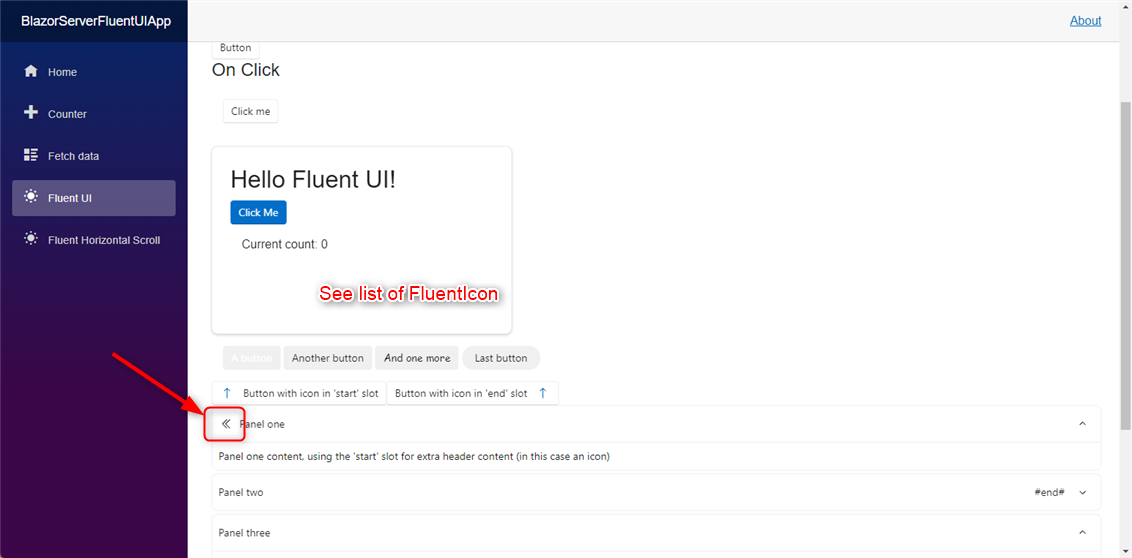 BlazorServerFluentUIApp
About
Home
Counter
Fetch data
Fluent UI
Fluent Horizontal Scroll
Button
On Click
Click me
Hello Fluent UI!
Click Me
Current count: 0
See list of FluentIcon
A button Another button And one more Last button
Button with icon in 'start' slot Button with icon in 'end' slot
Panel one
Panel one content, using the 'start' slot for extra header content (in this case an icon)
Panel two #end#
Panel three